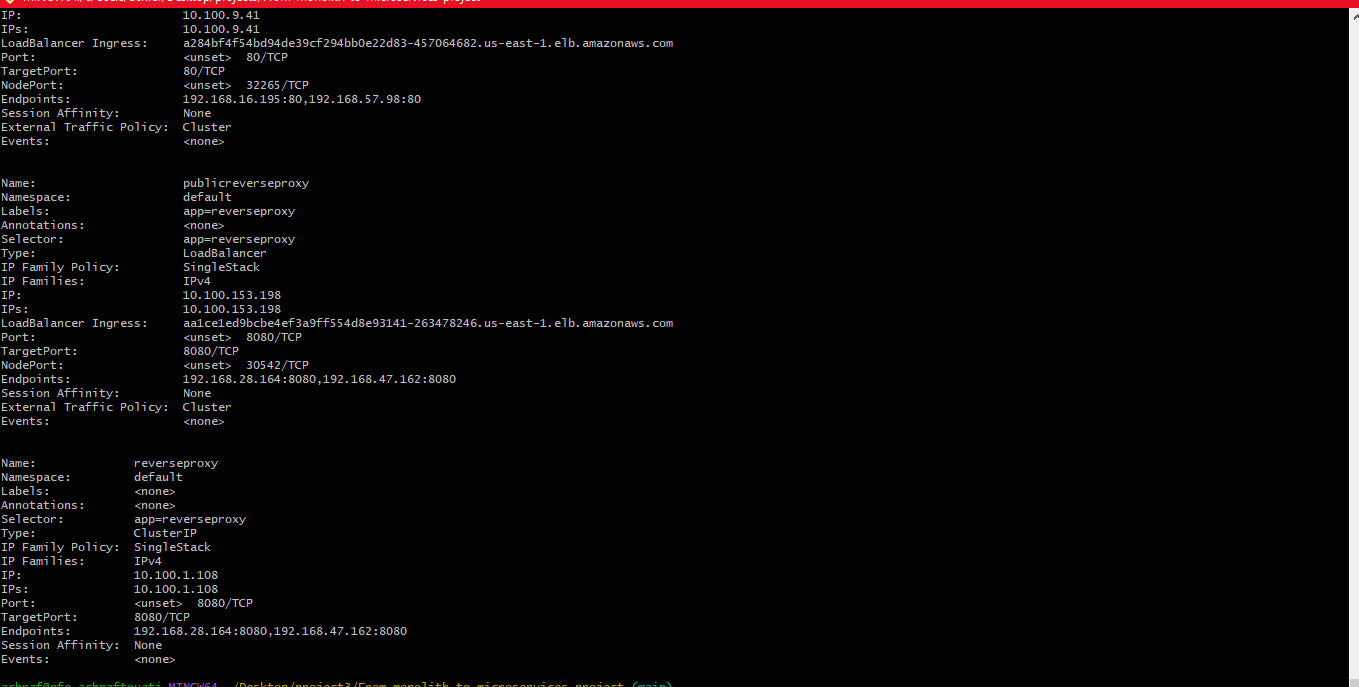 IP: 10.100.9.41
IPs: 10.100.9.41
LoadBalancer Ingress: a284bf4f54bd94de39cf294bb0e22d83-457064682.us-east-1.elb.amazonaws.com
Port: <unset> 80/TCP
TargetPort: 80/TCP
NodePort: <unset> 32265/TCP
Endpoints: 192.168.16.195:80,192.168.57.98:80
Session Affinity: None
External Traffic Policy: Cluster
Events: <none>
Name: publicreverseproxy
Namespace: default
Labels: app=reverseproxy
Annotations: <none>
Selector: app=reverseproxy
Type: LoadBalancer
IP Family Policy: SingleStack
IP Families: IPv4
IP: 10.100.153.198
IPs: 10.100.153.198
LoadBalancer Ingress: aa1ce1ed9bcbe4ef3a9ff554d8e93141-263478246.us-east-1.elb.amazonaws.com
Port: <unset> 8080/TCP
TargetPort: 8080/TCP
NodePort: <unset> 30542/TCP
Endpoints: 192.168.28.164:8080,192.168.47.162:8080
Session Affinity: None
External Traffic Policy: Cluster
Events: <none>
Name: reverseproxy
Namespace: default
Labels: <none>
Annotations: <none>
Selector: app=reverseproxy
Type: ClusterIP
IP Family Policy: SingleStack
IP Families: IPv4
IP: 10.100.1.108
IPs: 10.100.1.108
Port: <unset> 8080/TCP
TargetPort: 8080/TCP
Endpoints: 192.168.28.164:8080,192.168.47.162:8080
Session Affinity: None
Events: <none>
MINGW64 ~/Desktop/project3/From-monolith-to-microservices-project (main)